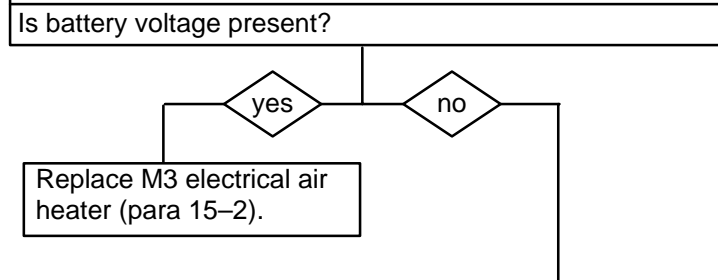 Is battery voltage present?
yes
no
Replace M3 electrical air
heater (para 15–2).